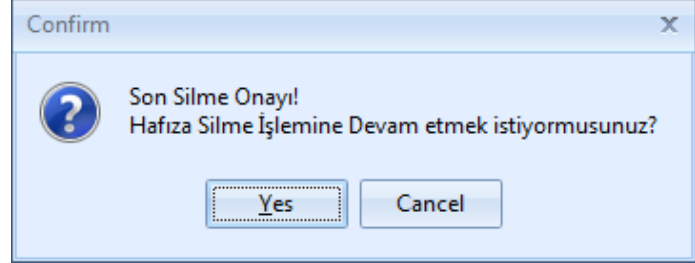 Confirm
Son Silme Onayı!
Hafıza Silme İşlemine Devam etmek istiyormusunuz?
Yes
Cancel